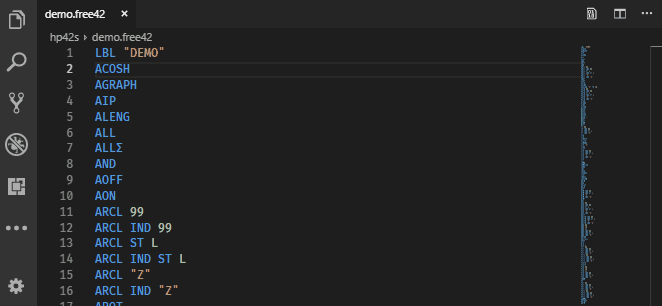 demo.free42
hp42s > demo.free42
1 LBL "DEMO"
2 ACOSH
3 AGRAPH
4 AIP
5 ALENG
6 ALL
7 ALLΣ
8 AND
9 AOFF
10 AON
11 ARCL 99
12 ARCL IND 99
13 ARCL ST L
14 ARCL IND ST L
15 ARCL "Z"
16 ARCL IND "Z"
17 AROT